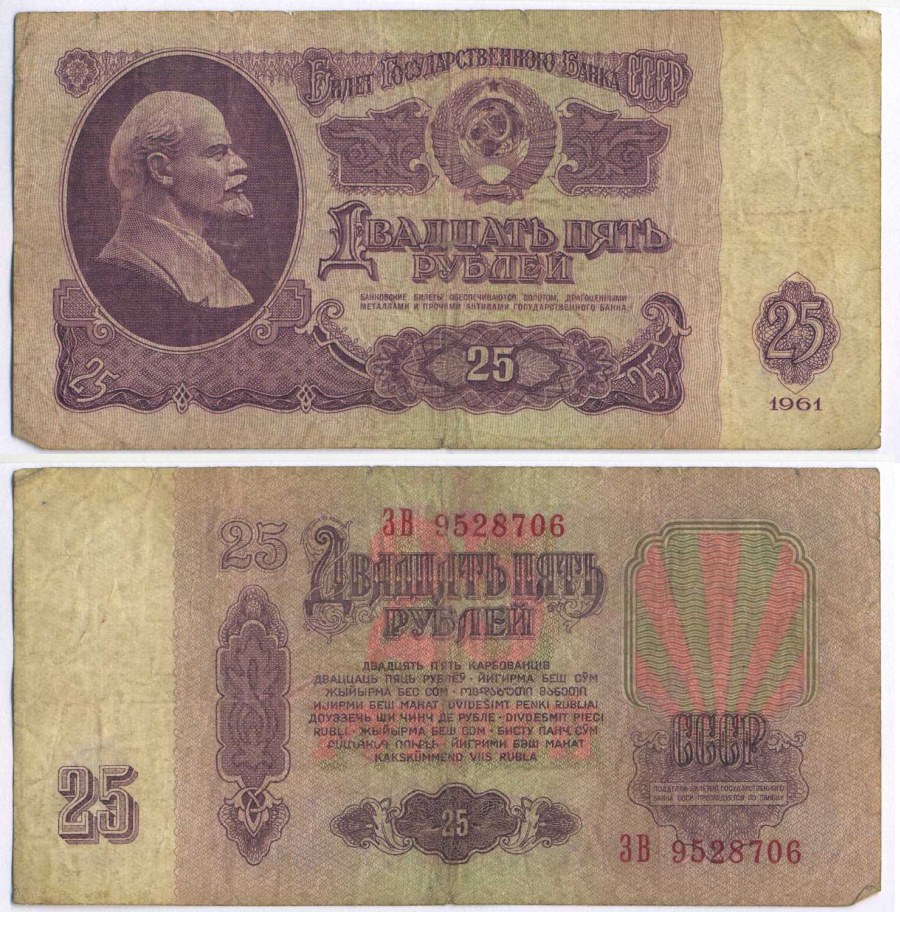 Билет Государственного Банка СССР
Двадцать пять
рублей
БАНКОВСКИЕ БИЛЕТЫ ОБЕСПЕЧИВАЮТСЯ ЗОЛОТОМ, ДРАГОЦЕННЫМИ
МЕТАЛЛАМИ И ПРОЧИМИ АКТИВАМИ ГОСУДАРСТВЕННОГО БАНКА
25
25
25
25
1961
ЗВ 9528706
25
Двадцать пять
рублей
ДВАДЦЯТЬ П'ЯТЬ КАРБОВАНЦІВ
ДВАЦЦАЦЬ ПЯЦЬ РУБЛЁЎ · ЙИГИРМА БЕШ СЎМ
ЖЫЙЫРМА БЕС СОМ · ᲝᲪᲓᲐᲮᲣᲗᲘ ᲛᲐᲜᲔᲗᲘ
ИЈИРМИ БЕШ МАНАТ DVIDEŠIMT PENKI RUBLIAI
ДОУЭЗЕЧЬ ШИ ЧИНЧ ДЕ РУБЛЕ · DIVDESMIT PIECI
RUBĻI · ЖЫЙЫРМА БЕШ СОМ · БИСТУ ПАНҶ СӮМ
ՔՍԱՆՀԻՆԳ ՌՈՒԲԼԻ · ЙИГРИМИ БӘШ МАНАТ
KAKSKÜMMEND VIIS RUBLA
СССР
ПОДДЕЛКА БИЛЕТОВ ГОСУДАРСТВЕННОГО
БАНКА СССР ПРЕСЛЕДУЕТСЯ ПО ЗАКОНУ
25
25
ЗВ 9528706